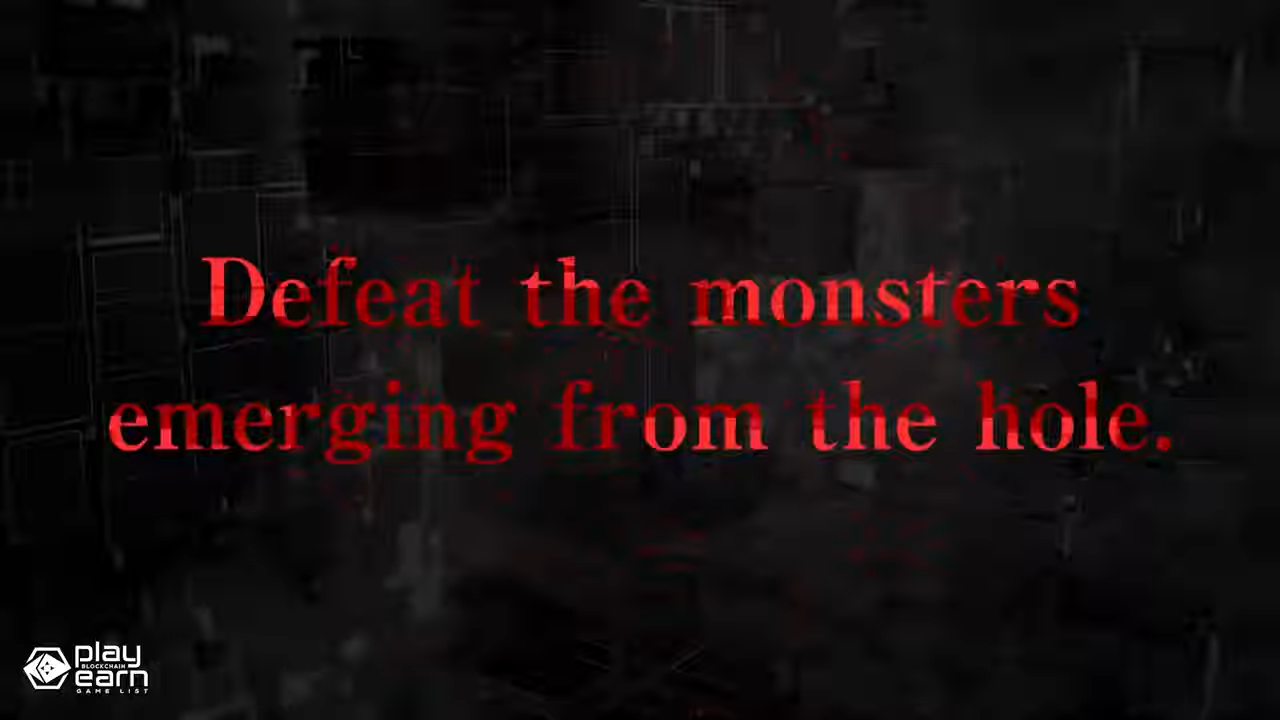 Defeat the monsters
emerging from the hole.
play
BLOCKCHAIN
earn
GAME LIST